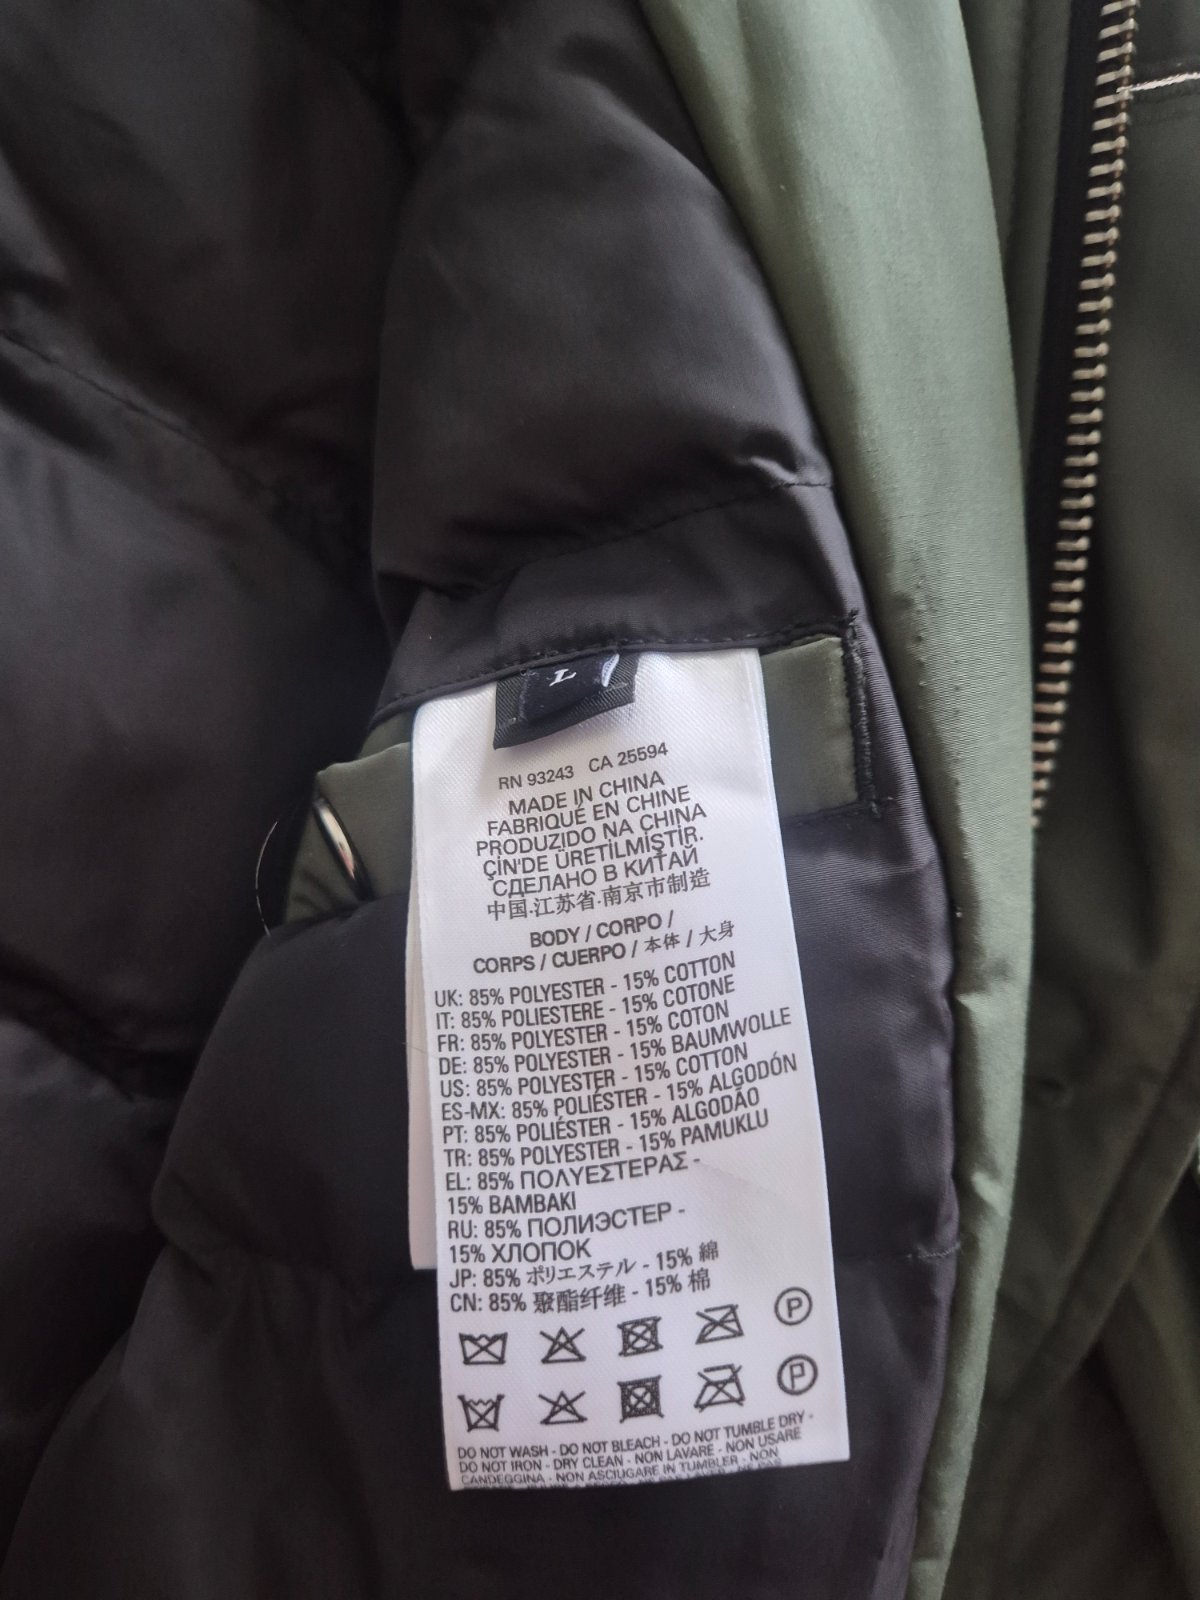 L
RN 93243 CA 25594
MADE IN CHINA
FABRIQUÉ EN CHINE
PRODUZIDO NA CHINA
ÇİN'DE ÜRETİLMİŞTİR.
СДЕЛАНО В КИТАЙ
中国·江苏省·南京市制造
BODY / CORPO /
CORPS / CUERPO / 本体 / 大身
UK: 85% POLYESTER - 15% COTTON
IT: 85% POLIESTERE - 15% COTONE
FR: 85% POLYESTER - 15% COTON
DE: 85% POLYESTER - 15% BAUMWOLLE
US: 85% POLYESTER - 15% COTTON
ES-MX: 85% POLIÉSTER - 15% ALGODÓN
PT: 85% POLIÉSTER - 15% ALGODÃO
TR: 85% POLYESTER - 15% PAMUKLU
EL: 85% ΠΟΛΥΕΣΤΕΡΑΣ -
15% ΒΑΜΒΑΚΙ
RU: 85% ПОЛИЭСТЕР -
15% ХЛОПОК
JP: 85% ポリエステル - 15% 綿
CN: 85% 聚酯纤维 - 15% 棉
P
P
DO NOT WASH - DO NOT BLEACH - DO NOT TUMBLE DRY -
DO NOT IRON - DRY CLEAN - NON LAVARE - NON USARE
CANDEGGINA - NON ASCIUGARE IN TUMBLER - NON